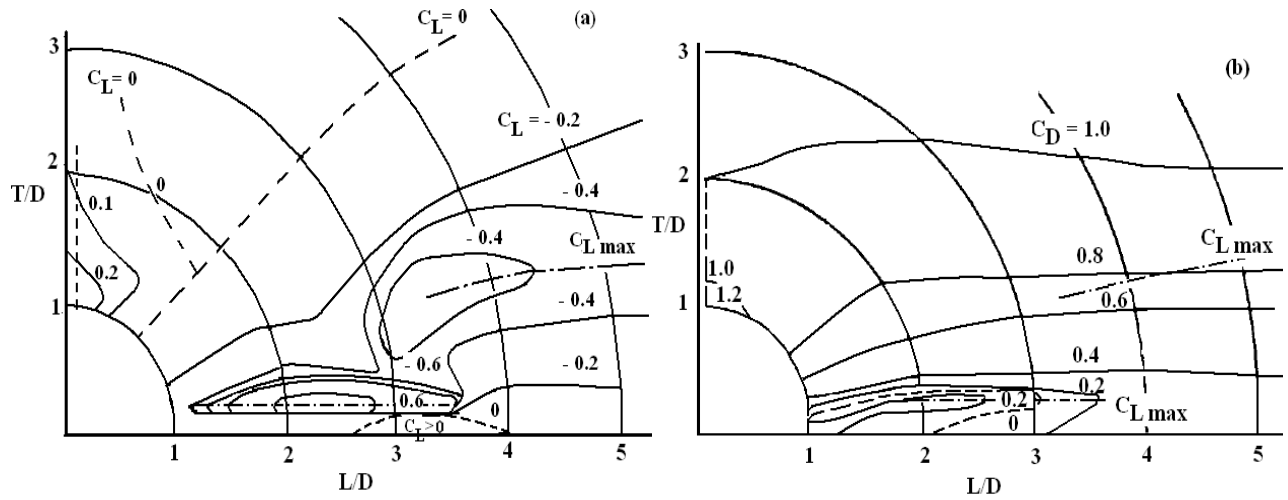 (a)
C_L = 0
3
C_L = 0
C_L = - 0.2
2
T/D
0
0.1
- 0.4
- 0.4
C_L max
0.2
1
- 0.4
- 0.6
- 0.2
0.6
0
C_L >0
1 2 3 4 5
L/D
(b)
3
C_D = 1.0
2
T/D
C_L max
0.8
1.0
1.2
0.6
1
0.4
0.2
0.2
C_L max
0
1 2 3 4 5
L/D